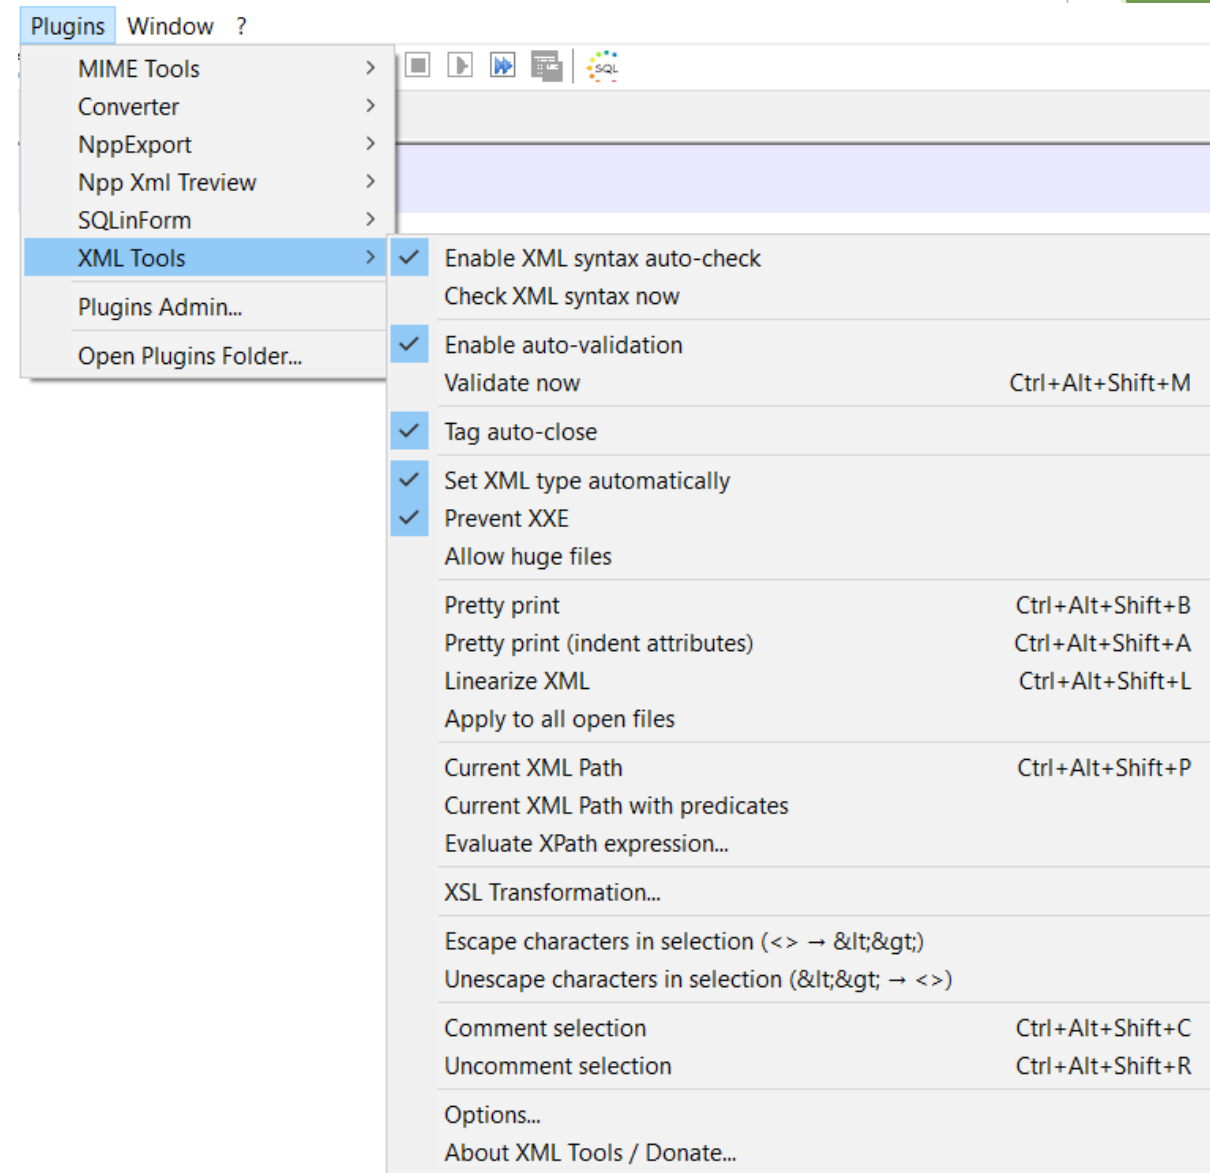 Plugins Window ?
MIME Tools
Converter
NppExport
Npp Xml Treview
SQLinForm
XML Tools
Plugins Admin...
Open Plugins Folder...
SQL
Enable XML syntax auto-check
Check XML syntax now
Enable auto-validation
Validate now Ctrl+Alt+Shift+M
Tag auto-close
Set XML type automatically
Prevent XXE
Allow huge files
Pretty print Ctrl+Alt+Shift+B
Pretty print (indent attributes) Ctrl+Alt+Shift+A
Linearize XML Ctrl+Alt+Shift+L
Apply to all open files
Current XML Path Ctrl+Alt+Shift+P
Current XML Path with predicates
Evaluate XPath expression...
XSL Transformation...
Escape characters in selection (<> → &lt;&gt;)
Unescape characters in selection (&lt;&gt; → <>)
Comment selection Ctrl+Alt+Shift+C
Uncomment selection Ctrl+Alt+Shift+R
Options...
About XML Tools / Donate...